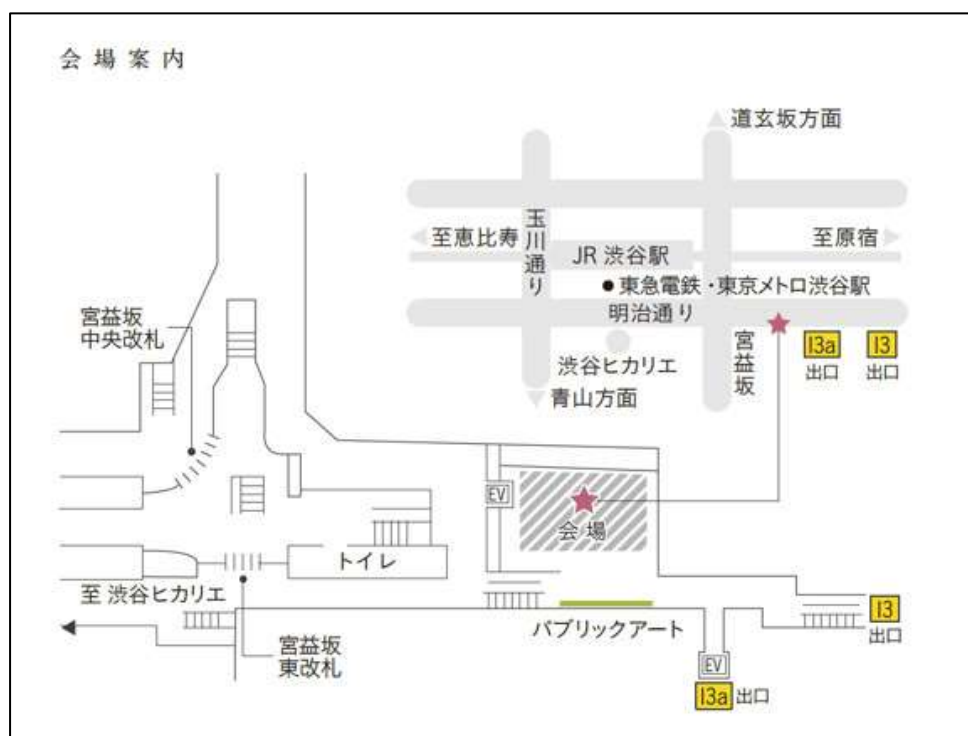 会場案内
道玄坂方面
玉川通り
至恵比寿
JR 渋谷駅
至原宿
東急電鉄・東京メトロ渋谷駅
明治通り
宮益坂
13a
出口
13
出口
渋谷ヒカリエ
青山方面
宮益坂
中央改札
EV
会場
トイレ
至 渋谷ヒカリエ
宮益坂
東改札
パブリックアート
13
出口
EV
13a 出口